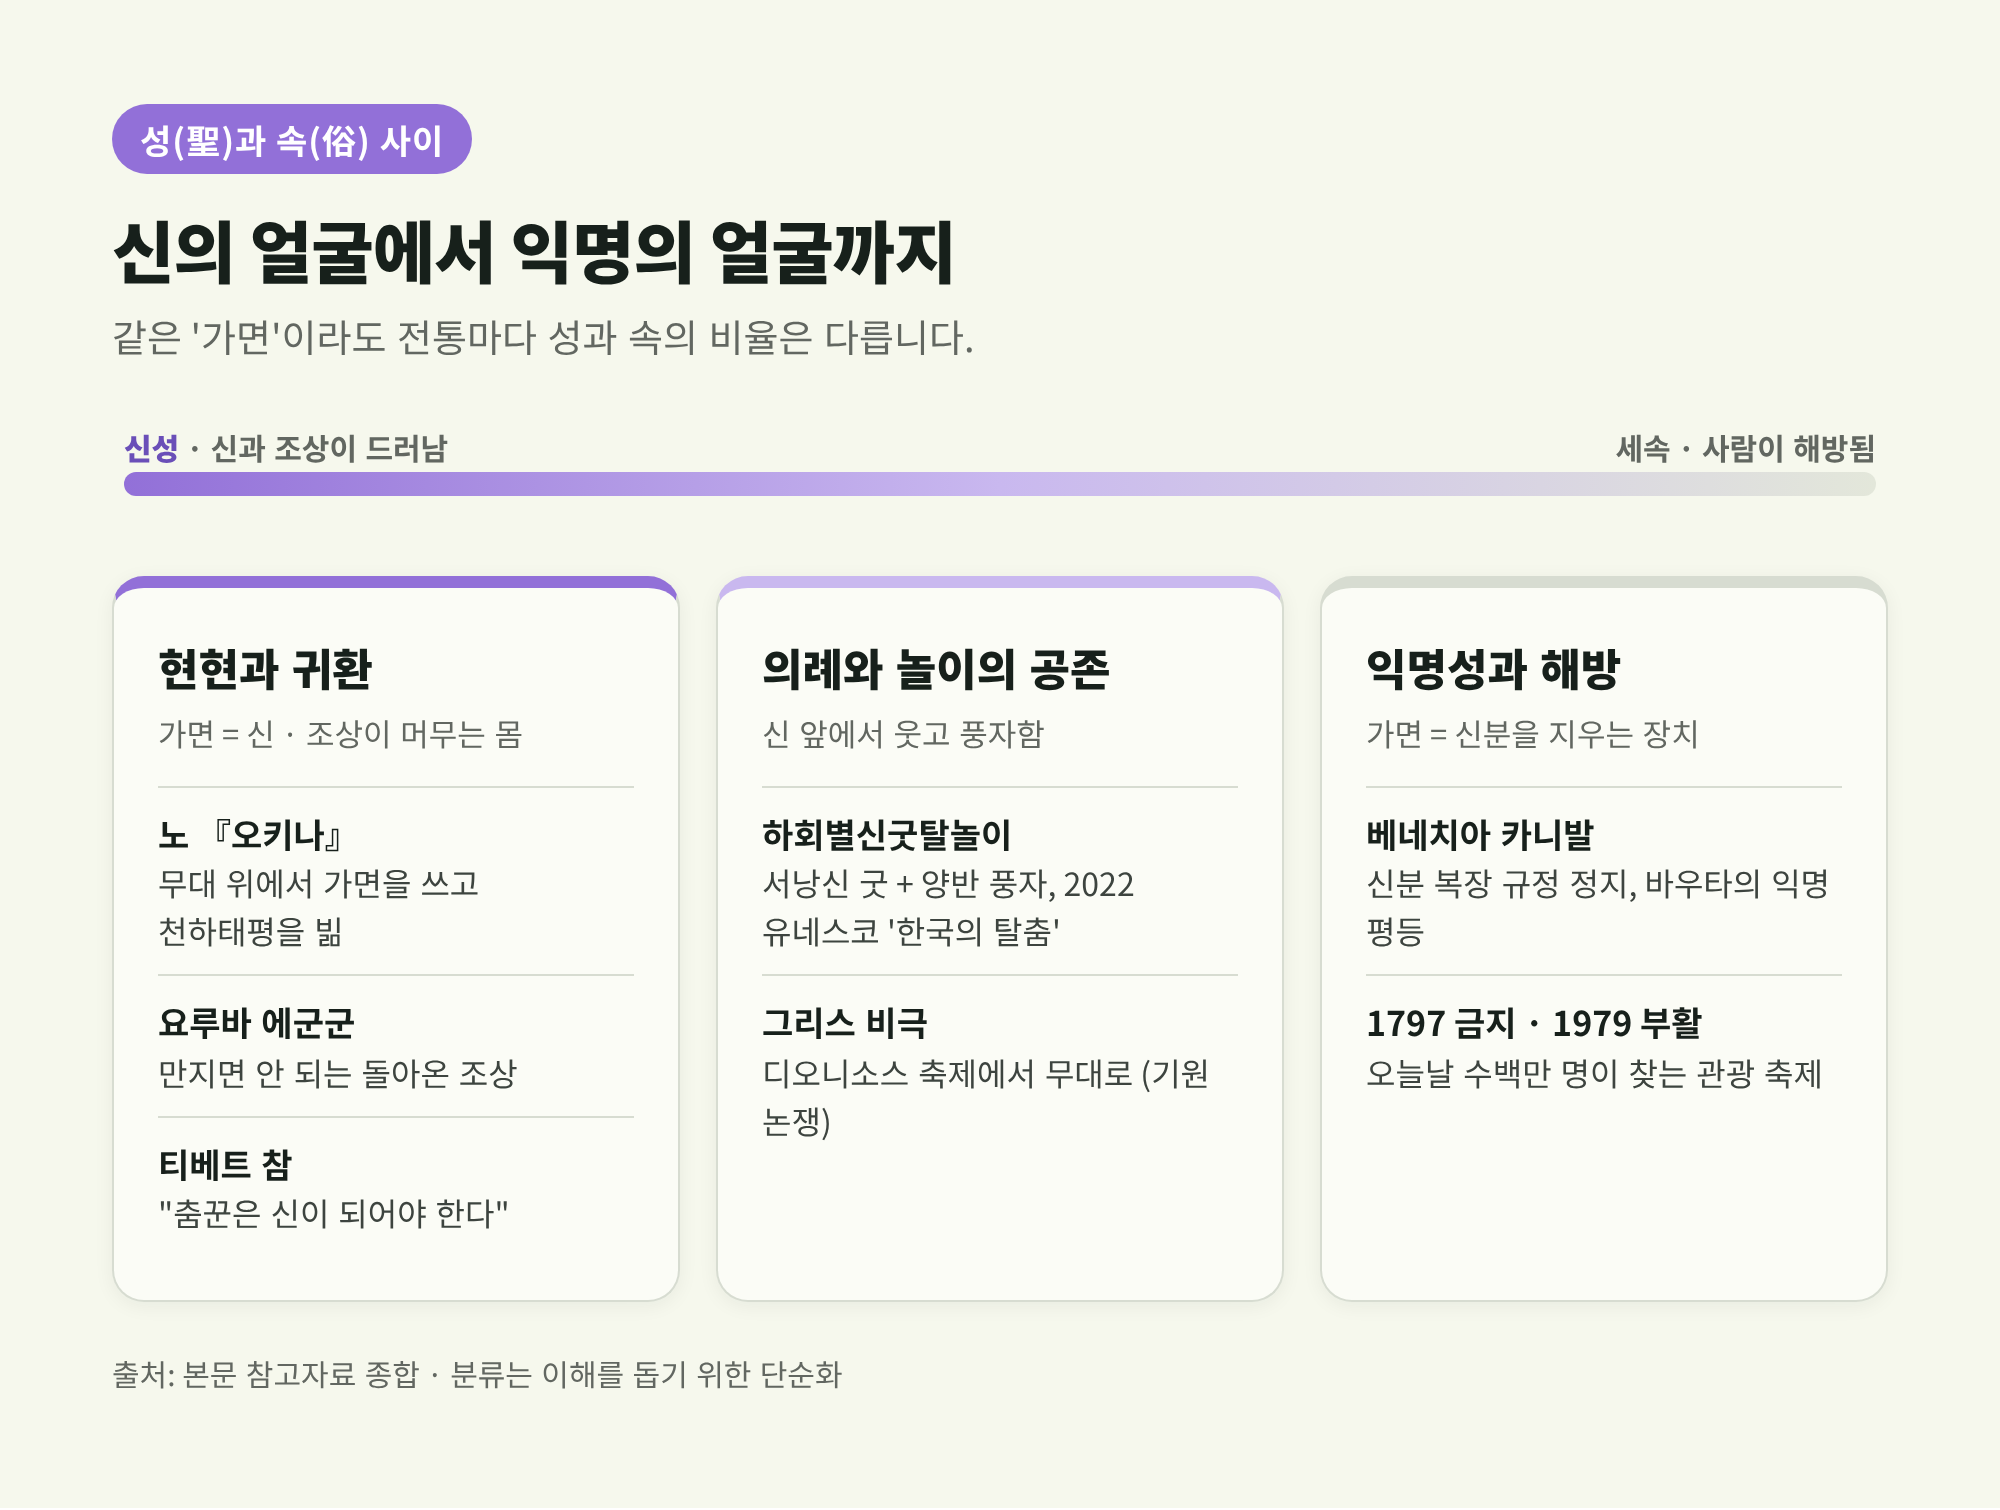 성(聖)과 속(俗) 사이
신의 얼굴에서 익명의 얼굴까지
같은 '가면'이라도 전통마다 성과 속의 비율은 다릅니다.
신성 · 신과 조상이 드러남
세속 · 사람이 해방됨
현현과 귀환
가면 = 신 · 조상이 머무는 몸
노 『오키나』
무대 위에서 가면을 쓰고
천하태평을 빎
요루바 에군군
만지면 안 되는 돌아온 조상
티베트 참
"춤꾼은 신이 되어야 한다"
의례와 놀이의 공존
신 앞에서 웃고 풍자함
하회별신굿탈놀이
서낭신 굿 + 양반 풍자, 2022
유네스코 '한국의 탈춤'
그리스 비극
디오니소스 축제에서 무대로 (기원
논쟁)
익명성과 해방
가면 = 신분을 지우는 장치
베네치아 카니발
신분 복장 규정 정지, 바우타의 익명
평등
1797 금지 · 1979 부활
오늘날 수백만 명이 찾는 관광 축제
출처: 본문 참고자료 종합 · 분류는 이해를 돕기 위한 단순화